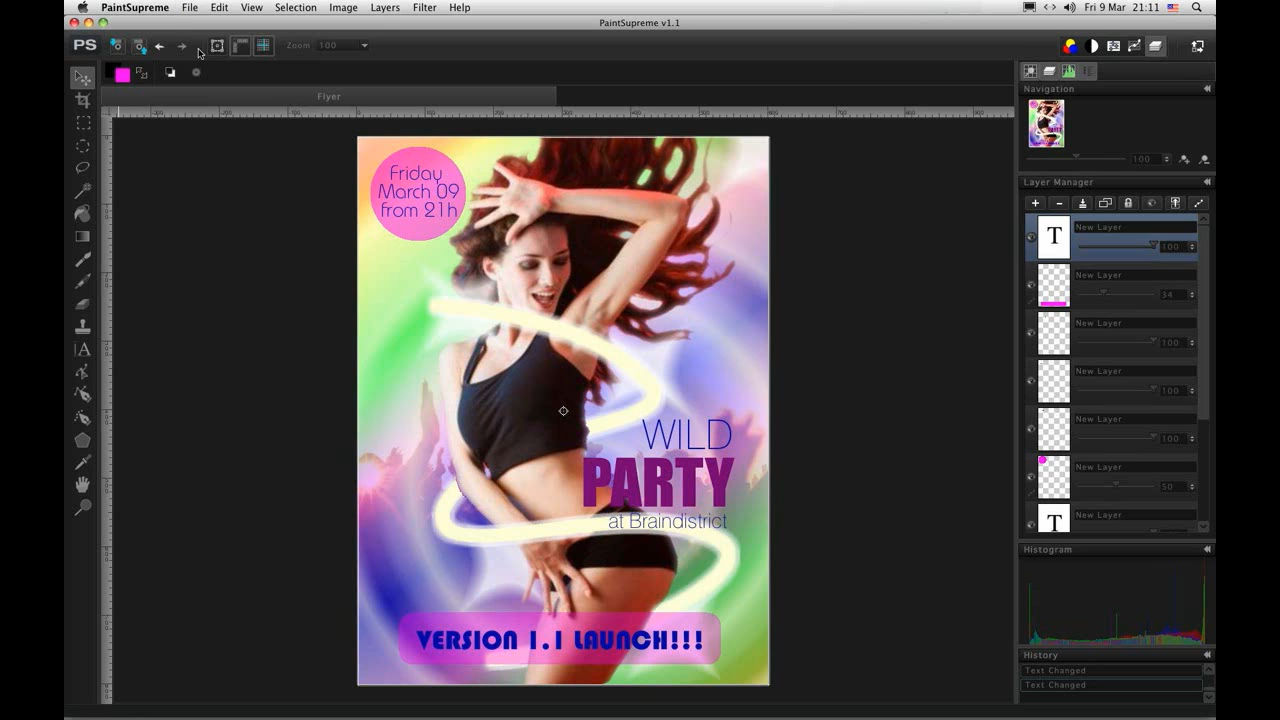 PaintSupreme File Edit View Selection Image Layers Filter Help Fri 9 Mar 21:11
PaintSupreme v1.1
PS Zoom 100
Flyer
Navigation
100
Layer Manager
New Layer
100
New Layer
34
New Layer
100
New Layer
100
New Layer
100
New Layer
50
New Layer
T
T
Histogram
History
Text Changed
Text Changed
Friday
March 09
from 21h
WILD
PARTY
at Braindistrict
VERSION 1.1 LAUNCH!!!